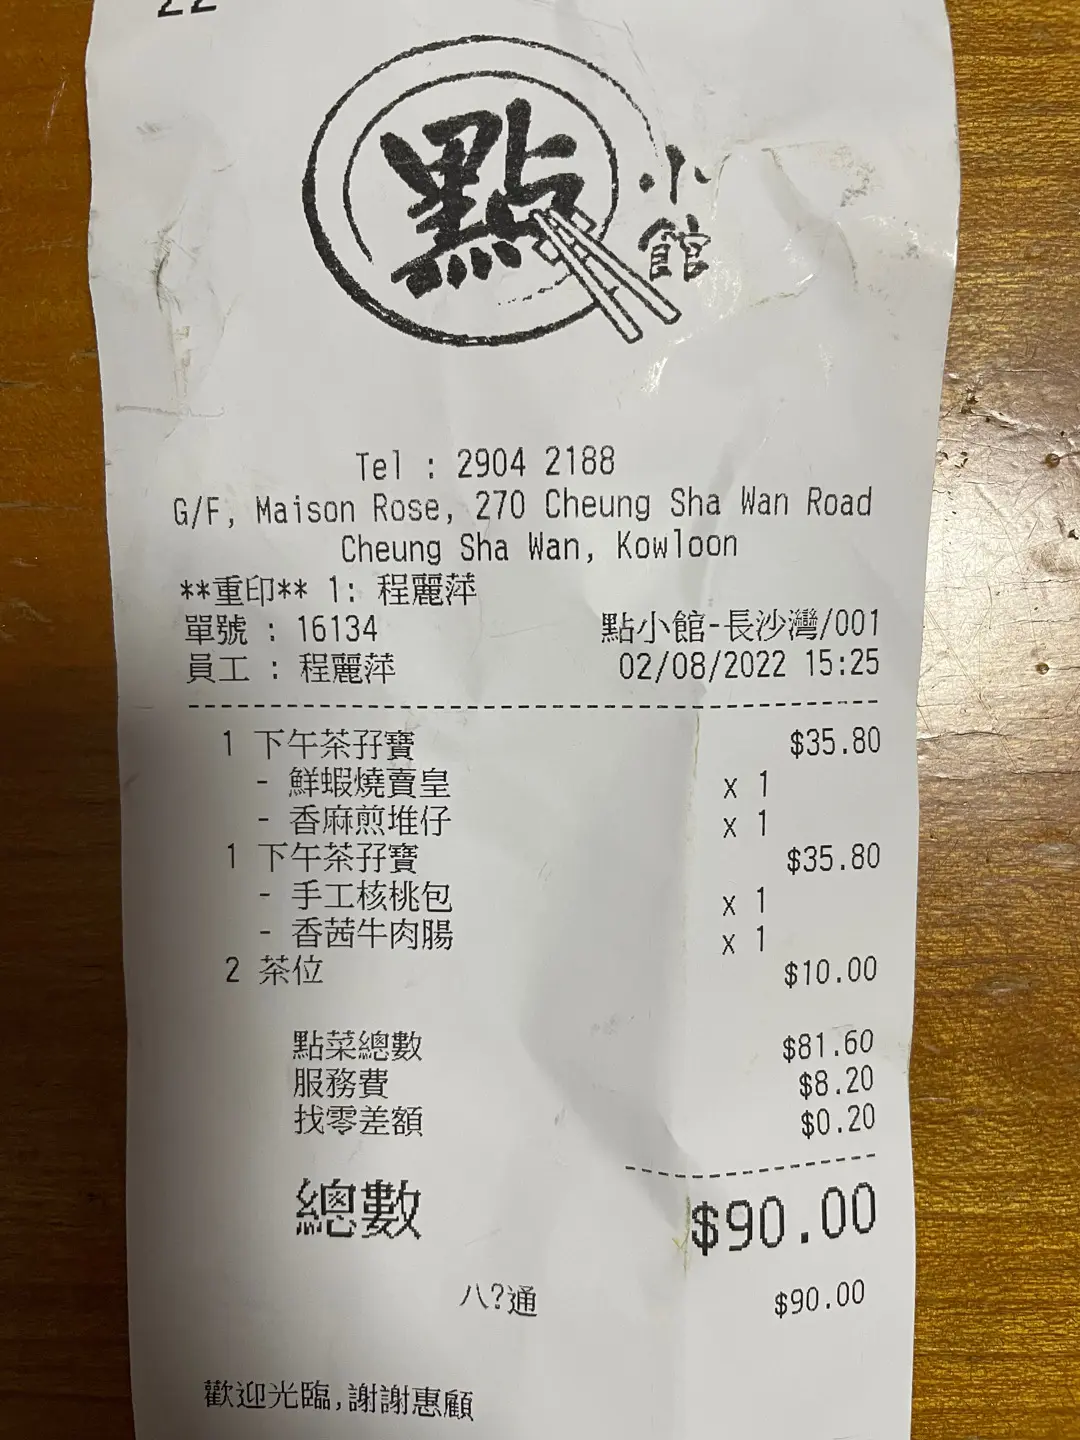 22
點
小
館
Tel : 2904 2188
G/F, Maison Rose, 270 Cheung Sha Wan Road
Cheung Sha Wan, Kowloon
**重印** 1: 程麗萍
單號 : 16134 點小館-長沙灣/001
員工 : 程麗萍 02/08/2022 15:25
1 下午茶孖寶 $35.80
- 鮮蝦燒賣皇 x 1
- 香麻煎堆仔 x 1
1 下午茶孖寶 $35.80
- 手工核桃包 x 1
- 香茜牛肉腸 x 1
2 茶位 $10.00
點菜總數 $81.60
服務費 $8.20
找零差額 $0.20
總數 $90.00
八?通 $90.00
歡迎光臨,謝謝惠顧